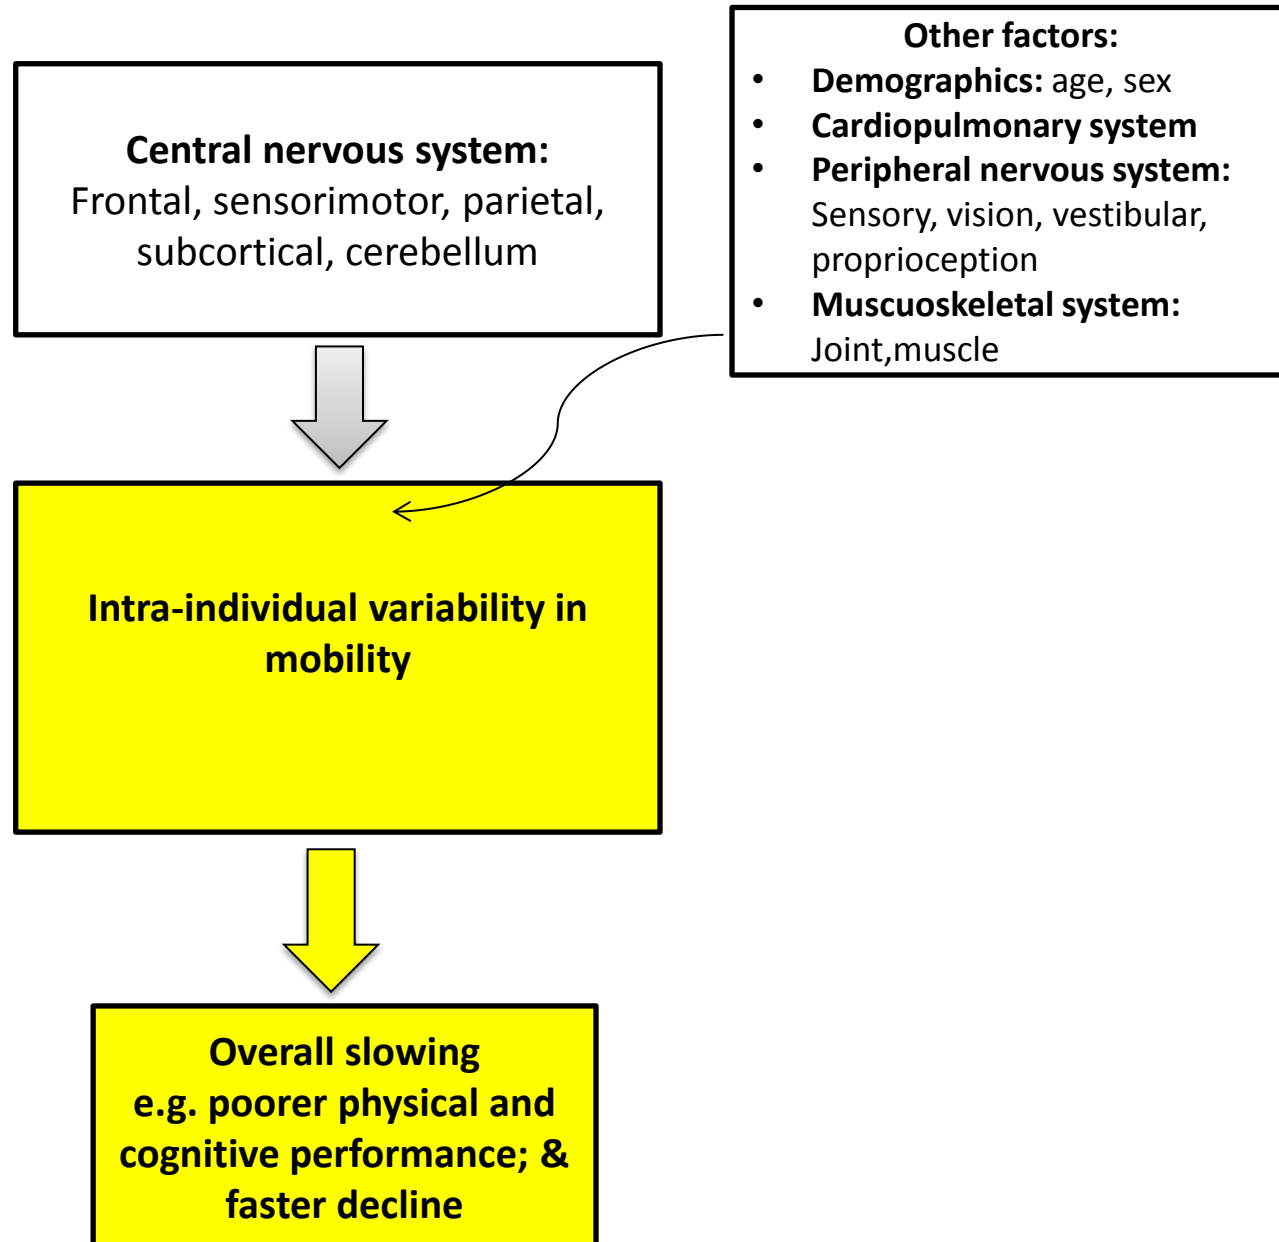 Other factors:
• Demographics: age, sex
• Cardiopulmonary system
• Peripheral nervous system:
Sensory, vision, vestibular,
proprioception
• Muscuoskeletal system:
Joint,muscle
Central nervous system:
Frontal, sensorimotor, parietal,
subcortical, cerebellum
Intra-individual variability in
mobility
Overall slowing
e.g. poorer physical and
cognitive performance; &
faster decline